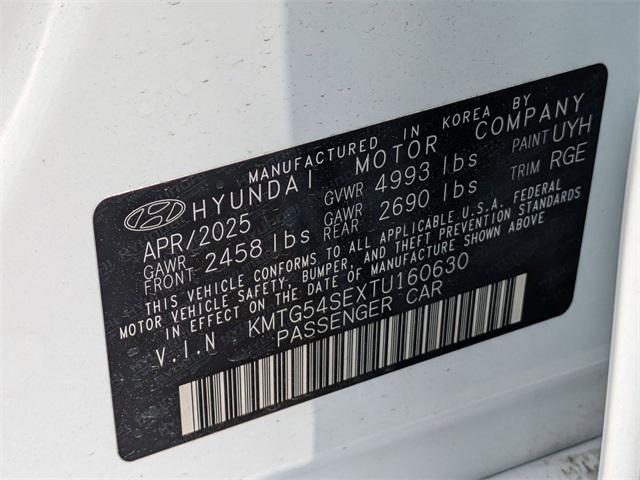 MANUFACTURED IN KOREA BY
HYUNDAI MOTOR COMPANY
APR/2025 GVWR 4993 lbs PAINT UYH
GAWR FRONT 2458 lbs GAWR REAR 2690 lbs TRIM RGE
THIS VEHICLE CONFORMS TO ALL APPLICABLE U.S.A. FEDERAL
MOTOR VEHICLE SAFETY, BUMPER, AND THEFT PREVENTION STANDARDS
IN EFFECT ON THE DATE OF MANUFACTURE SHOWN ABOVE
V.I.N KMTG54SEXTU160630
PASSENGER CAR